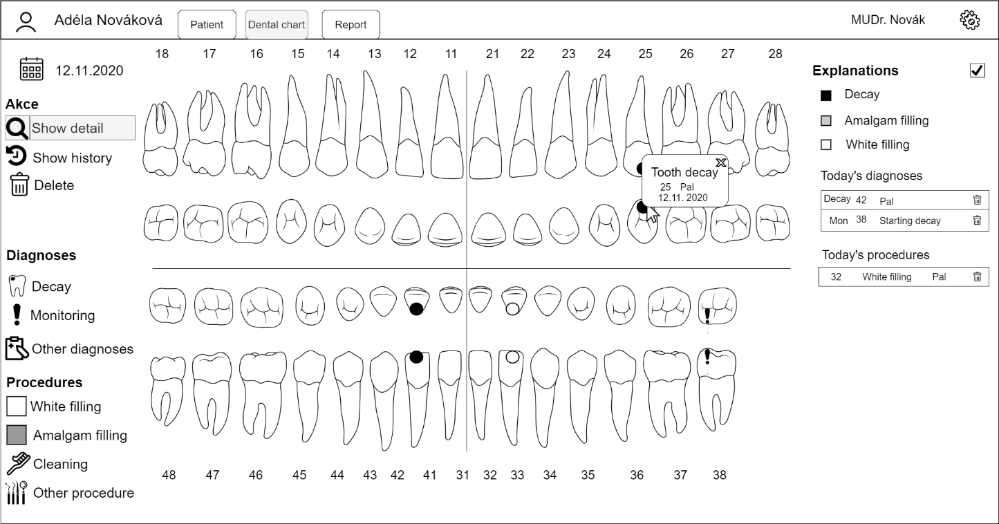 Adéla Nováková
Patient
Dental chart
Report
MUDr. Novák
12.11.2020
Akce
Show detail
Show history
Delete
Diagnoses
Decay
Monitoring
Other diagnoses
Procedures
White filling
Amalgam filling
Cleaning
Other procedure
18 17 16 15 14 13 12 11 21 22 23 24 25 26 27 28
Tooth decay
25 Pal
12.11. 2020
48 47 46 45 44 43 42 41 31 32 33 34 35 36 37 38
Explanations
Decay
Amalgam filling
White filling
Today's diagnoses
Decay 42 Pal
Mon 38 Starting decay
Today's procedures
32 White filling Pal